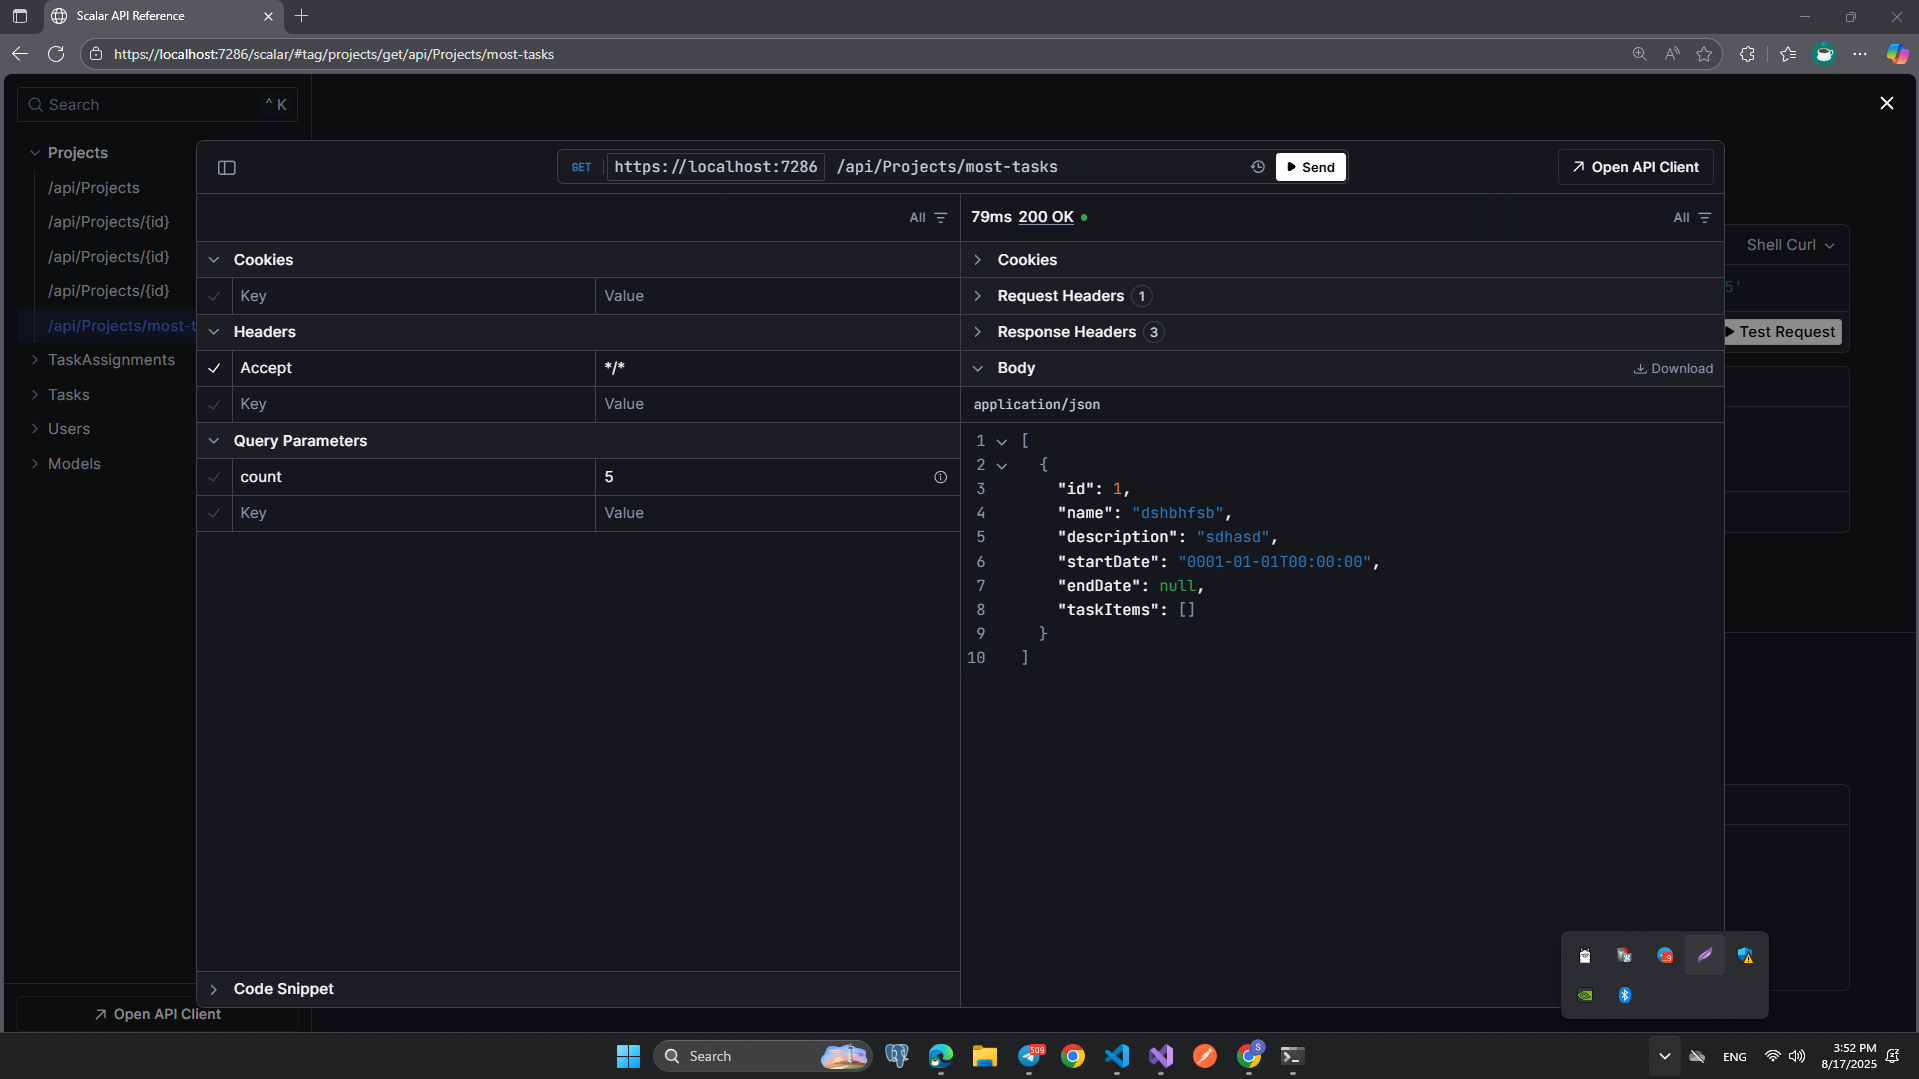 Scalar API Reference
https://localhost:7286/scalar/#tag/projects/get/api/Projects/most-tasks
Search ^ K
Projects
/api/Projects
/api/Projects/{id}
/api/Projects/{id}
/api/Projects/{id}
/api/Projects/most-t
TaskAssignments
Tasks
Users
Models
Open API Client
GET https://localhost:7286 /api/Projects/most-tasks
Send
Open API Client
All
Cookies
Key Value
Headers
Accept */*
Key Value
Query Parameters
count 5
Key Value
Code Snippet
79ms 200 OK
All
Cookies
Request Headers 1
Response Headers 3
Body Download
application/json
1 [
2 {
3 "id": 1,
4 "name": "dshbhfsb",
5 "description": "sdhasd",
6 "startDate": "0001-01-01T00:00:00",
7 "endDate": null,
8 "taskItems": []
9 }
10 ]
Shell Curl
5'
Test Request
Search
509
S
ENG
3:52 PM
8/17/2025